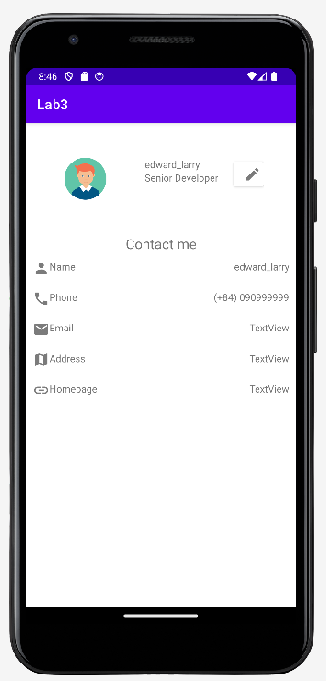 8:46
Lab3
edward_larry
Senior Developer
Contact me
Name edward_larry
Phone (+84) 090999999
Email TextView
Address TextView
Homepage TextView